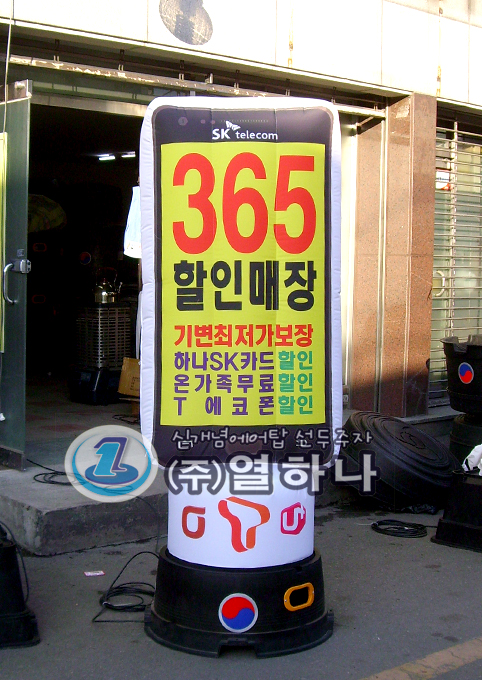 SK telecom
365
할인매장
기변최저가보장
하나SK카드할인
온가족무료할인
T 에코폰할인
실개념에어탑 선두주자
(주)열하나
1
T
U+